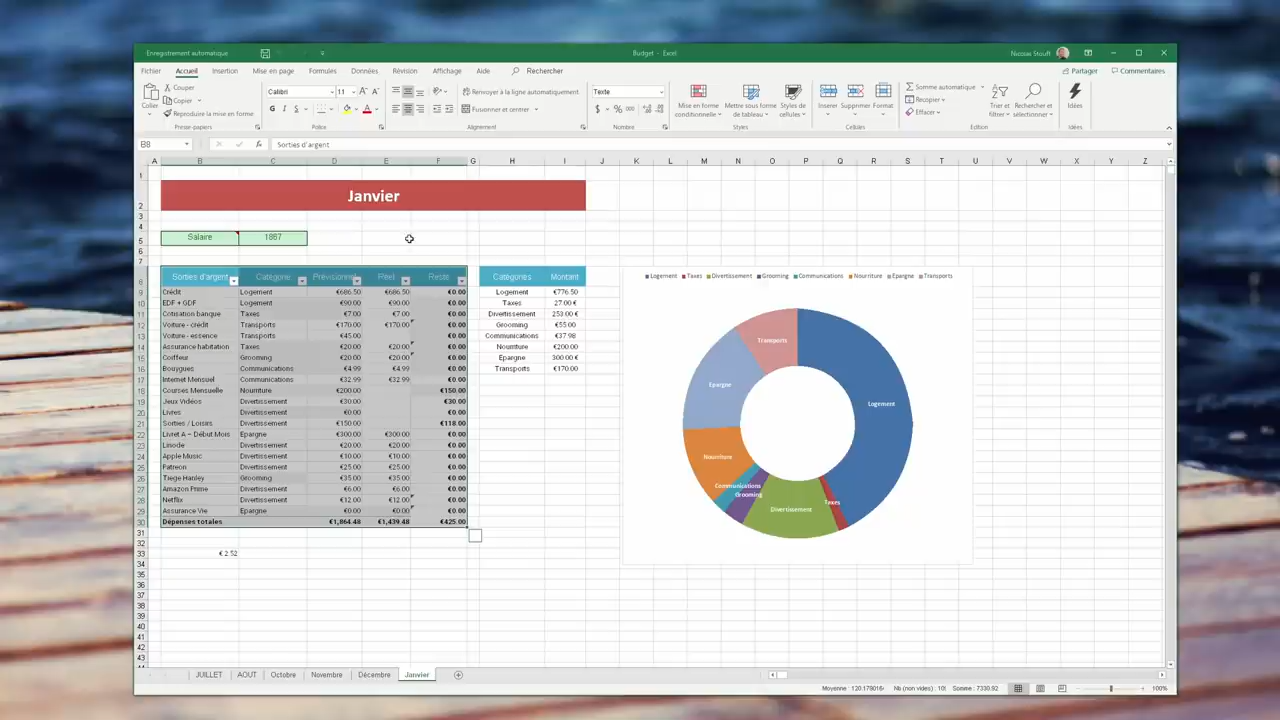 Enregistrement automatique
Budget - Excel
Nicolas Stouff
Fichier Accueil Insertion Mise en page Formules Données Révision Affichage Aide Rechercher
Partager Commentaires
Coller
Couper
Copier
Reproduire la mise en forme
Presse-papiers
Calibri 11
G I S
Police
Renvoyer à la ligne automatiquement
Fusionner et centrer
Alignement
Texte
Nombre
Mise en forme conditionnelle
Mettre sous forme de tableau
Styles de cellules
Styles
Insérer Supprimer Format
Cellules
Somme automatique
Recopier
Effacer
Trier et filtrer
Rechercher et sélectionner
Edition
Idées
Idées
B8
Sorties d'argent
A B C D E F G H I J K L M N O P Q R S T U V W X Y Z
Janvier
Salaire 1867
Sorties d'argent Catégorie Prévisionnel Réel Reste
Crédit Logement €686.50 €686.50 €0.00
EDF + GDF Logement €90.00 €90.00 €0.00
Cotisation banque Taxes €7.00 €7.00 €0.00
Voiture - crédit Transports €170.00 €170.00 €0.00
Voiture - essence Transports €45.00 €0.00
Assurance habitation Taxes €20.00 €20.00 €0.00
Coiffeur Grooming €20.00 €20.00 €0.00
Bouygues Communications €4.99 €4.99 €0.00
Internet Mensuel Communications €32.99 €32.99 €0.00
Courses Mensuelle Nourriture €200.00 €150.00
Jeux Vidéos Divertissement €30.00 €30.00
Livres Divertissement €0.00 €0.00
Sorties / Loisirs Divertissement €150.00 €118.00
Livret A - Début Mois Epargne €300.00 €300.00 €0.00
Linode Divertissement €20.00 €20.00 €0.00
Apple Music Divertissement €10.00 €10.00 €0.00
Patreon Divertissement €25.00 €25.00 €0.00
Tiege Hanley Grooming €35.00 €35.00 €0.00
Amazon Prime Divertissement €6.00 €6.00 €0.00
Netflix Divertissement €12.00 €12.00 €0.00
Assurance Vie Epargne €0.00 €0.00 €0.00
Dépenses totales €1,864.48 €1,439.48 €425.00
€ 2.52
Catégories Montant
Logement €776.50
Taxes 27.00 €
Divertissement 253.00 €
Grooming €55.00
Communications €37.98
Nourriture €200.00
Epargne 300.00 €
Transports €170.00
Logement Taxes Divertissement Grooming Communications Nourriture Epargne Transports
Transports
Epargne
Logement
Nourriture
Communications
Grooming
Taxes
Divertissement
JUILLET AOUT Octobre Novembre Décembre Janvier
Somme : 7330.92
100%